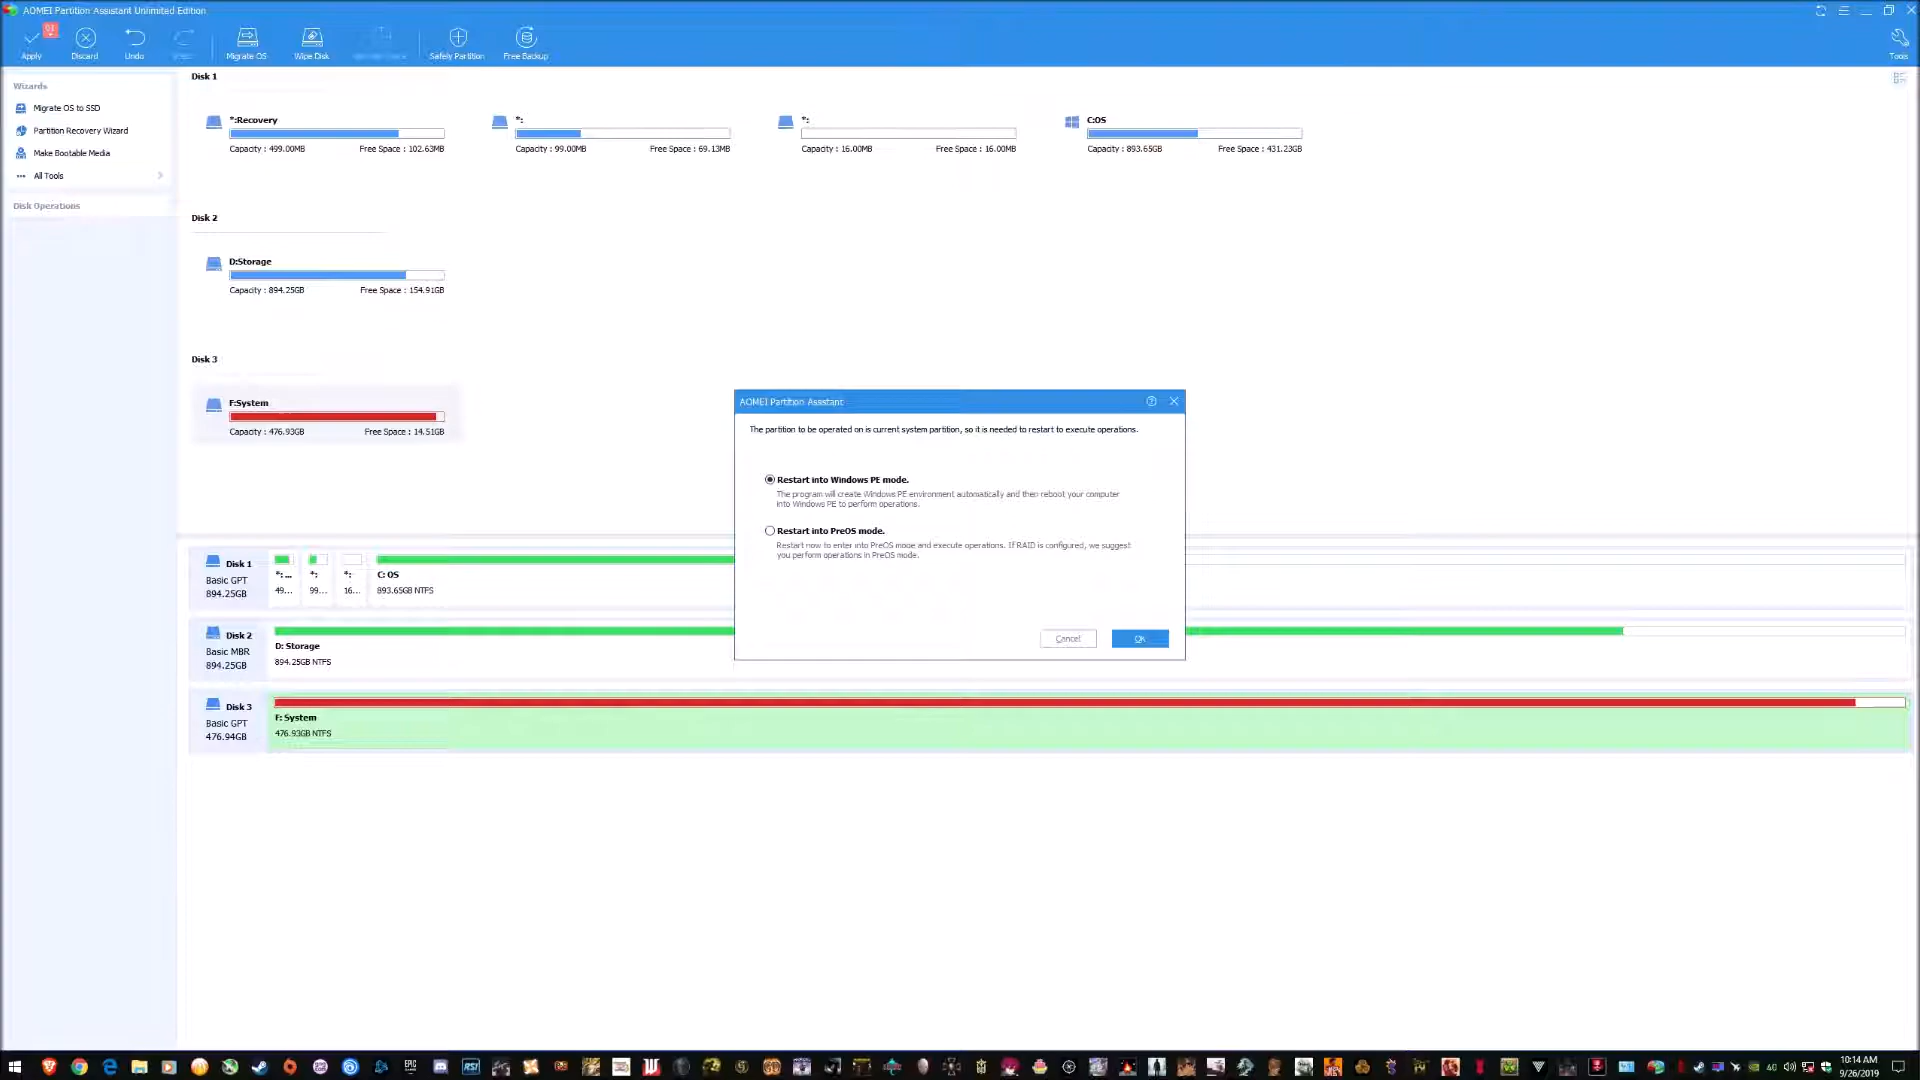 AOMEI Partition Assistant Unlimited Edition
01
Apply
Discard
Undo
Migrate OS
Wipe Disk
Safely Partition
Free Backup
Tools
Wizards
Migrate OS to SSD
Partition Recovery Wizard
Make Bootable Media
All Tools
Disk Operations
Disk 1
*:Recovery
Capacity : 499.00MB Free Space : 102.63MB
*:
Capacity : 99.00MB Free Space : 69.13MB
*:
Capacity : 16.00MB Free Space : 16.00MB
C:OS
Capacity : 893.65GB Free Space : 431.23GB
Disk 2
D:Storage
Capacity : 894.25GB Free Space : 154.91GB
Disk 3
F:System
Capacity : 476.93GB Free Space : 14.51GB
AOMEI Partition Assistant
The partition to be operated on is current system partition, so it is needed to restart to execute operations.
Restart into Windows PE mode.
The program will create Windows PE environment automatically and then reboot your computer
into Windows PE to perform operations.
Restart into PreOS mode.
Restart now to enter into PreOS mode and execute operations. If RAID is configured, we suggest
you perform operations in PreOS mode.
Cancel
OK
Disk 1
Basic GPT
894.25GB
*: ...
49...
*:
99...
*:
16...
C: OS
893.65GB NTFS
Disk 2
Basic MBR
894.25GB
D: Storage
894.25GB NTFS
Disk 3
Basic GPT
476.94GB
F: System
476.93GB NTFS
EPIC
RSI
10:14 AM
9/26/2019